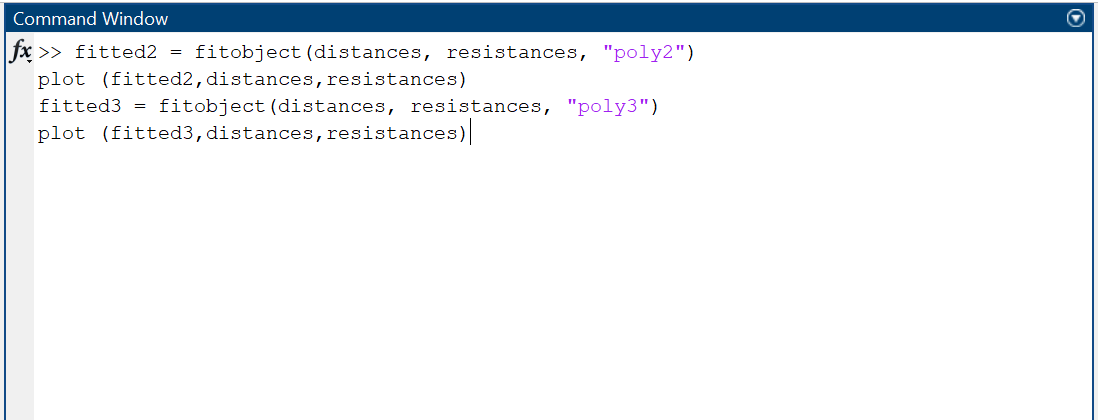 Command Window
fx >> fitted2 = fitobject(distances, resistances, "poly2")
plot (fitted2,distances,resistances)
fitted3 = fitobject(distances, resistances, "poly3")
plot (fitted3,distances,resistances)